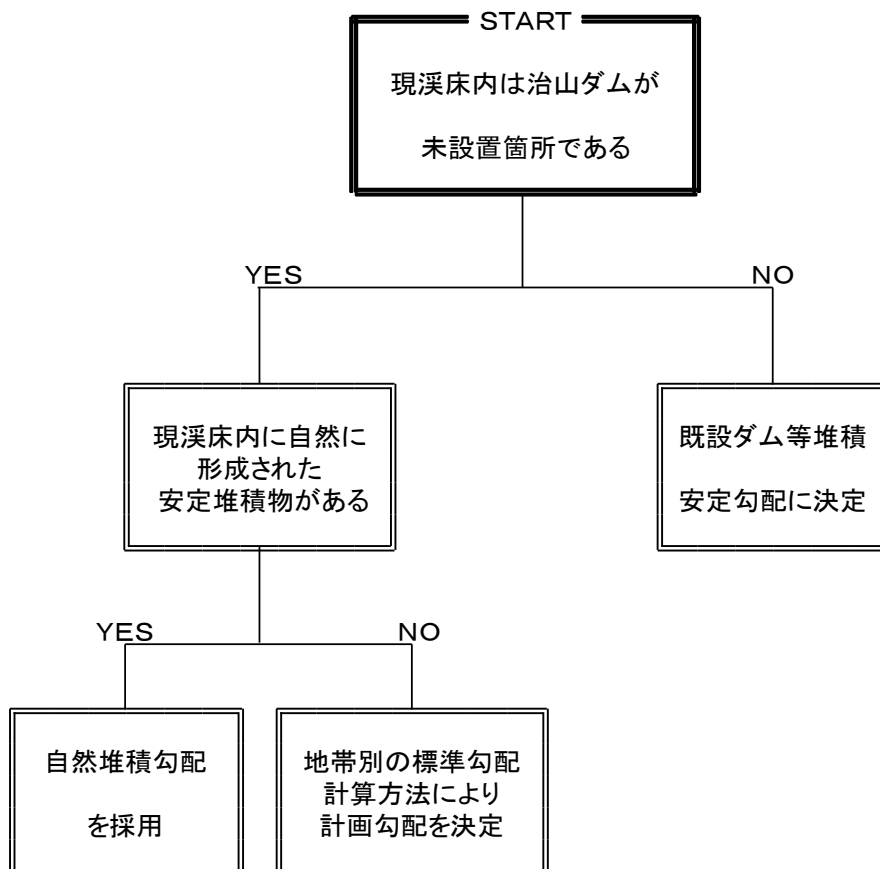 START
現渓床内は治山ダムが
未設置箇所である
YES
NO
現渓床内に自然に
形成された
安定堆積物がある
既設ダム等堆積
安定勾配に決定
YES
NO
自然堆積勾配
を採用
地帯別の標準勾配
計算方法により
計画勾配を決定